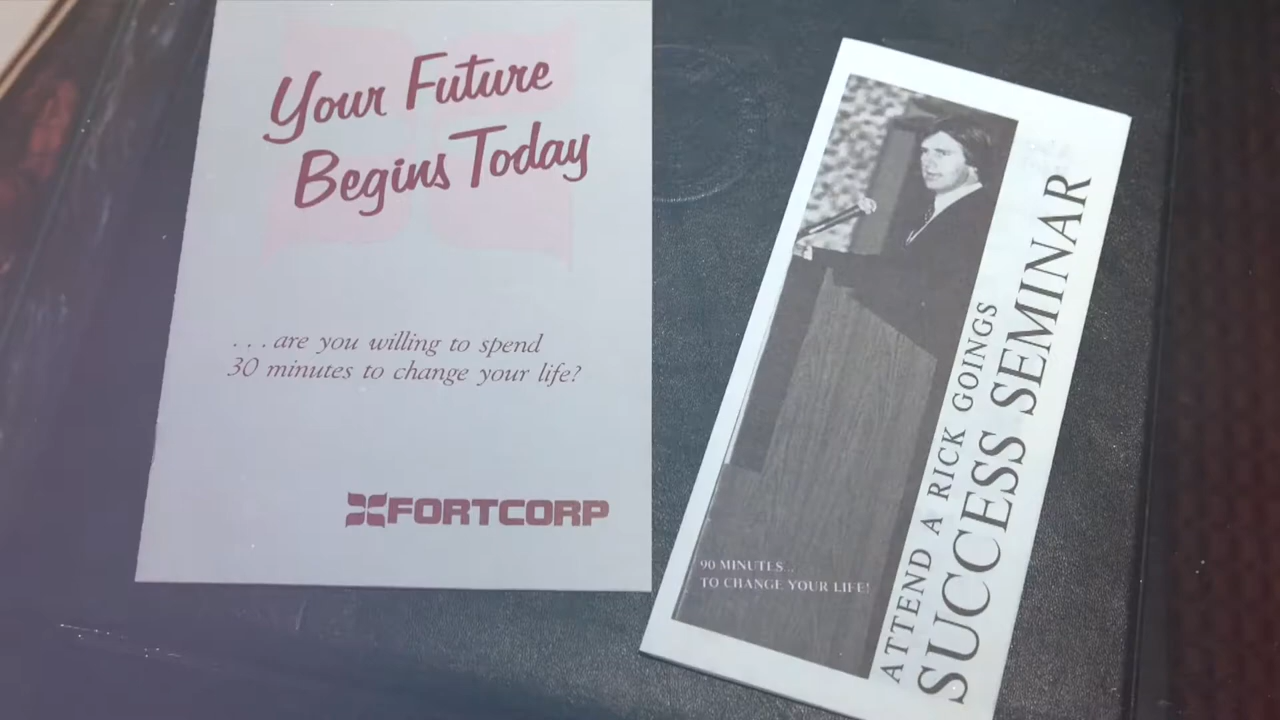 Your Future
Begins Today
...are you willing to spend
30 minutes to change your life?
FORTCORP
90 MINUTES...
TO CHANGE YOUR LIFE!
ATTEND A RICK GOINGS
SUCCESS SEMINAR